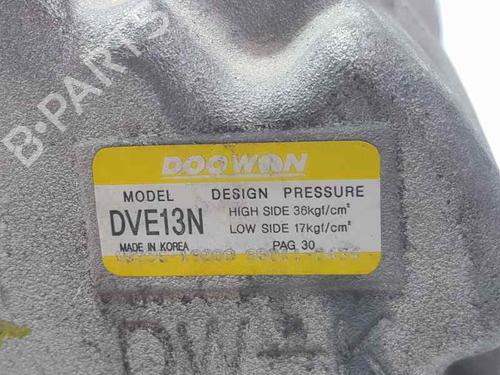 B·PARTS
DOOWON
MODEL DESIGN PRESSURE
DVE13N HIGH SIDE 36kgf/cm²
LOW SIDE 17kgf/cm²
MADE IN KOREA PAG 30
DW-K